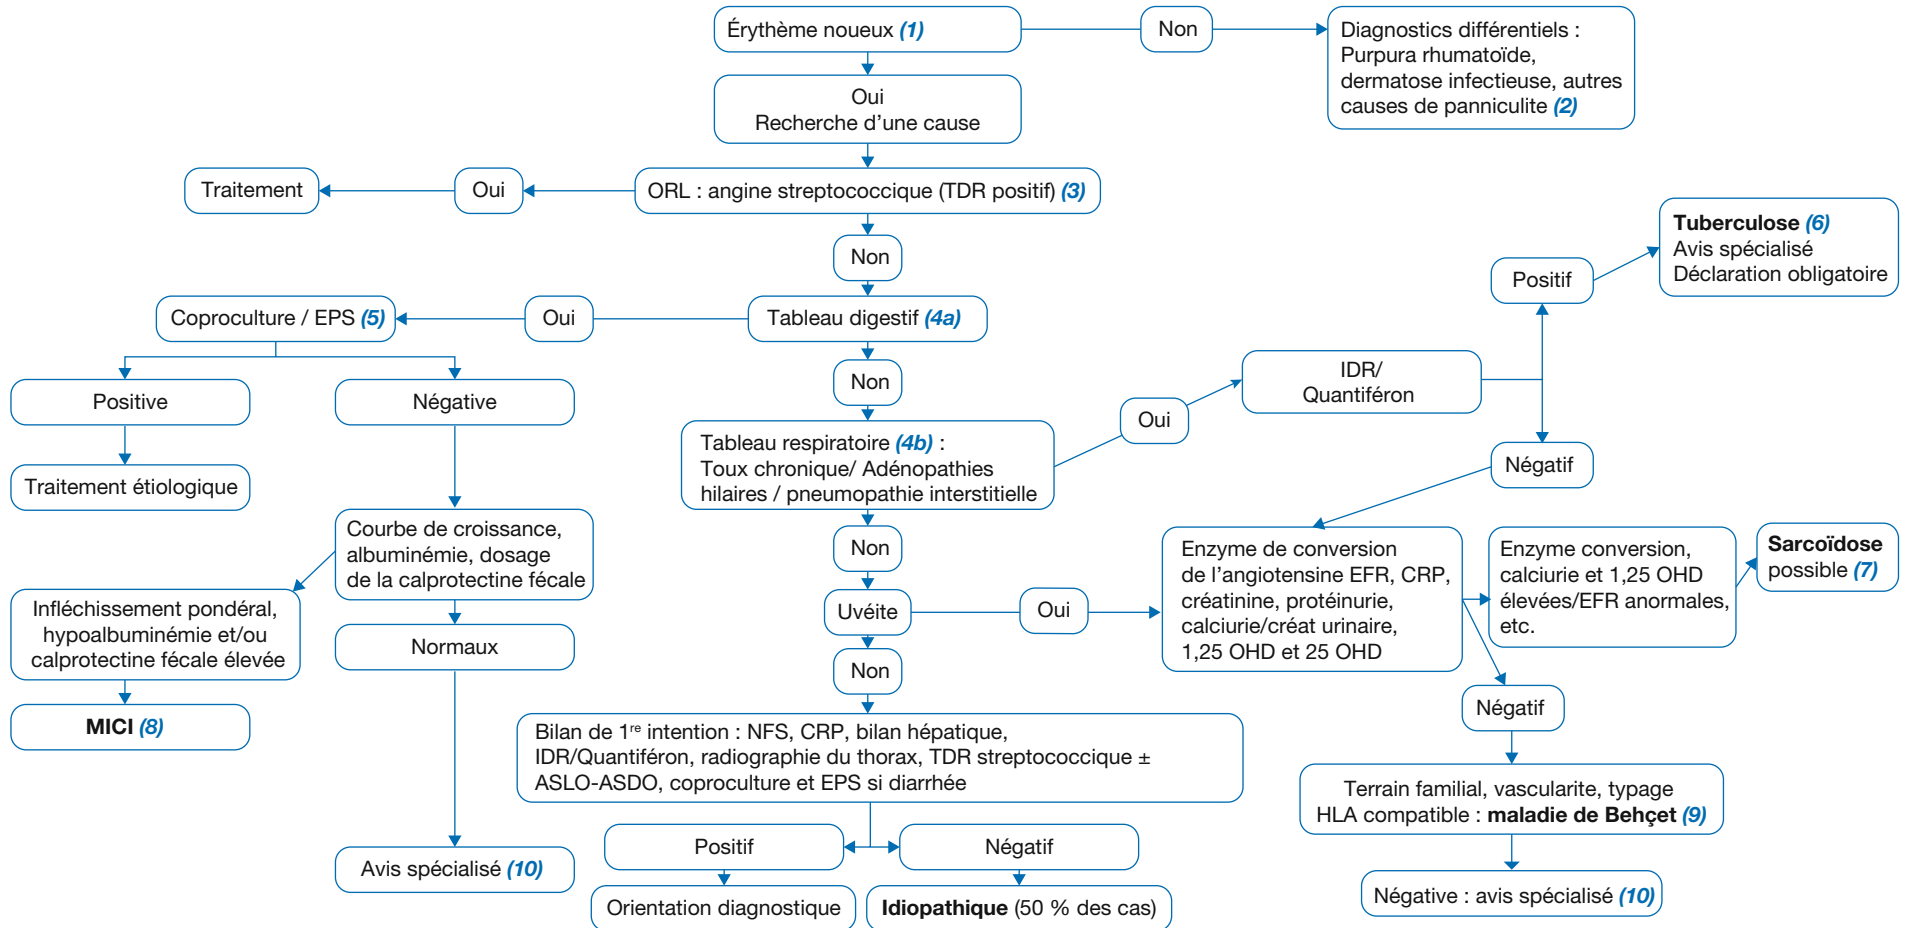 Érythème noueux (1)
Non
Diagnostics différentiels :
Purpura rhumatoïde,
dermatose infectieuse, autres
causes de panniculite (2)
Oui
Recherche d’une cause
Traitement
Oui
ORL : angine streptococcique (TDR positif) (3)
Non
Tuberculose (6)
Avis spécialisé
Déclaration obligatoire
Positif
Coproculture / EPS (5)
Oui
Tableau digestif (4a)
Non
IDR/
Quantiféron
Positive
Négative
Oui
Tableau respiratoire (4b) :
Toux chronique/ Adénopathies
hilaires / pneumopathie interstitielle
Négatif
Traitement étiologique
Courbe de croissance,
albuminémie, dosage
de la calprotectine fécale
Non
Enzyme de conversion
de l’angiotensine EFR, CRP,
créatinine, protéinurie,
calciurie/créat urinaire,
1,25 OHD et 25 OHD
Enzyme conversion,
calciurie et 1,25 OHD
élevées/EFR anormales,
etc.
Sarcoïdose
possible (7)
Infléchissement pondéral,
hypoalbuminémie et/ou
calprotectine fécale élevée
Uvéite
Oui
Normaux
Non
MICI (8)
Négatif
Bilan de 1re intention : NFS, CRP, bilan hépatique,
IDR/Quantiféron, radiographie du thorax, TDR streptococcique ±
ASLO-ASDO, coproculture et EPS si diarrhée
Terrain familial, vascularite, typage
HLA compatible : maladie de Behçet (9)
Positif
Négatif
Avis spécialisé (10)
Orientation diagnostique
Idiopathique (50 % des cas)
Négative : avis spécialisé (10)